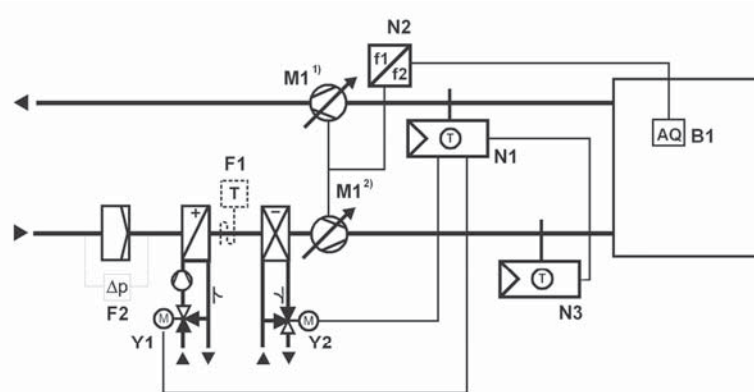 N2
f1
f2
M1 1)
AQ
B1
T
N1
F1
T
M1 2)
+
−
T
N3
Δp
F2
M
Y1
M
Y2